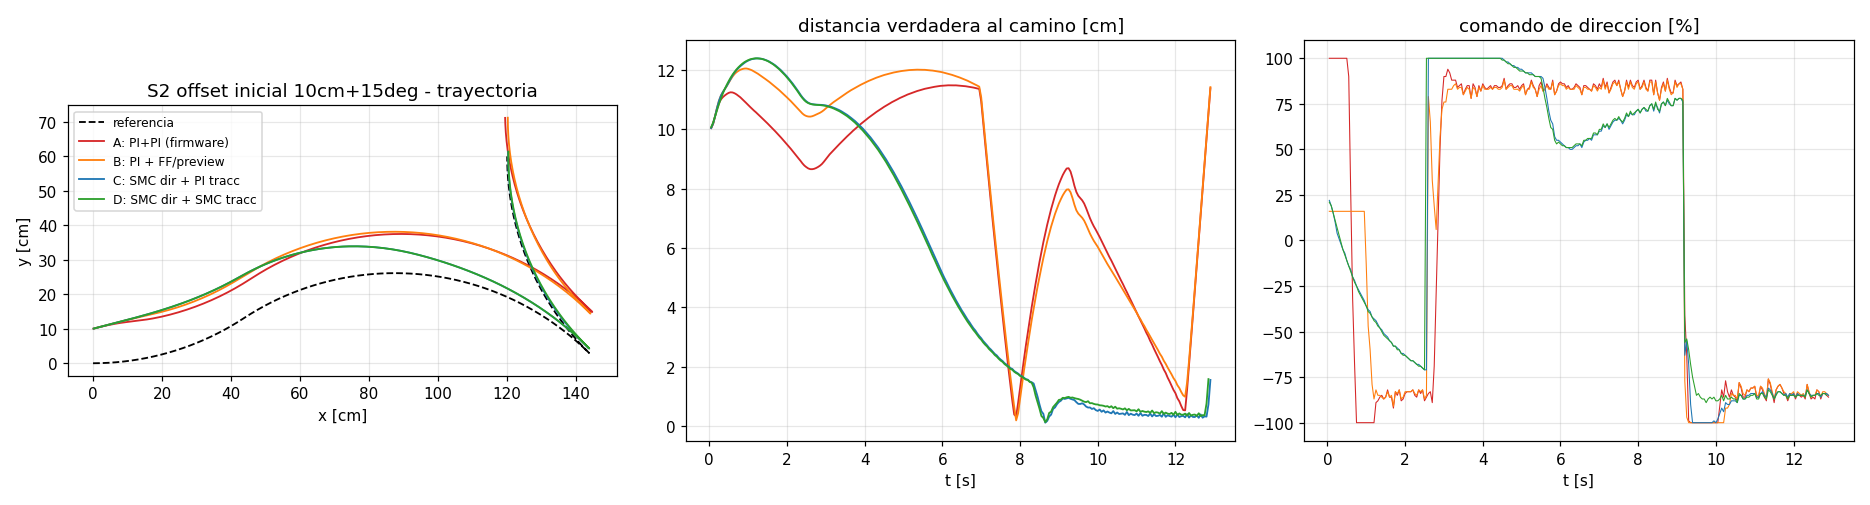 S2 offset inicial 10cm+15deg - trayectoria
y [cm]
70
60
50
40
30
20
10
0
referencia
A: PI+PI (firmware)
B: PI + FF/preview
C: SMC dir + PI tracc
D: SMC dir + SMC tracc
0 20 40 60 80 100 120 140
x [cm]
distancia verdadera al camino [cm]
12
10
8
6
4
2
0
0 2 4 6 8 10 12
t [s]
comando de direccion [%]
100
75
50
25
0
−25
−50
−75
−100
0 2 4 6 8 10 12
t [s]